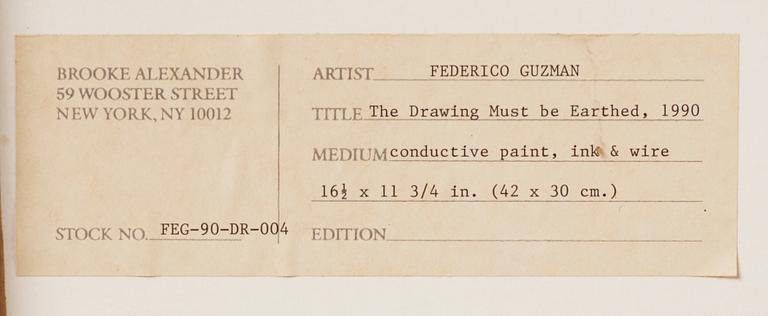 BROOKE ALEXANDER
59 WOOSTER STREET
NEW YORK, NY 10012
STOCK NO. FEG-90-DR-004
ARTIST FEDERICO GUZMAN
TITLE The Drawing Must be Earthed, 1990
MEDIUM conductive paint, ink & wire
16½ x 11 3/4 in. (42 x 30 cm.)
EDITION